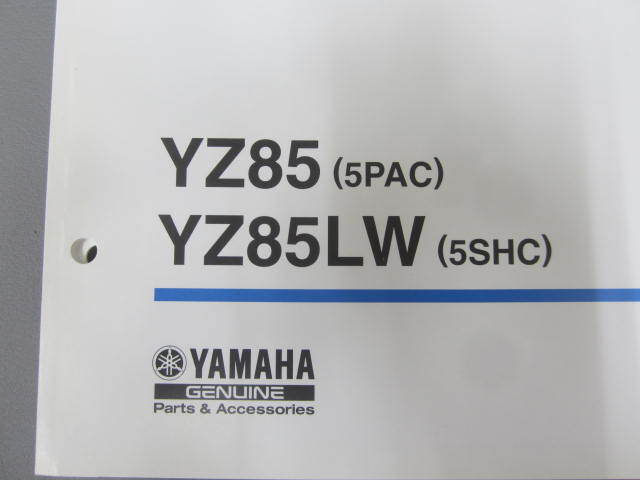 YZ85 (5PAC)
YZ85LW (5SHC)
YAMAHA
GENUINE
Parts & Accessories